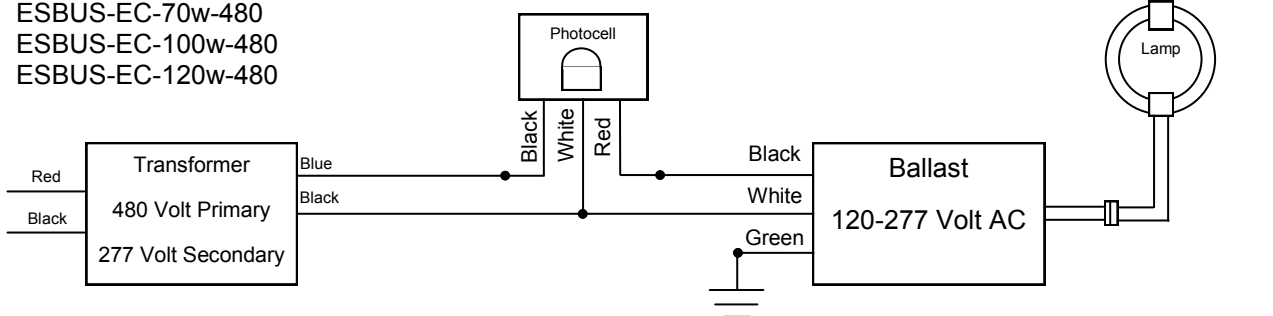 ESBUS-EC-70w-480
ESBUS-EC-100w-480
ESBUS-EC-120w-480
Photocell
Lamp
Black
White
Red
Red
Black
Transformer
480 Volt Primary
277 Volt Secondary
Blue
Black
Black
White
Green
Ballast
120-277 Volt AC